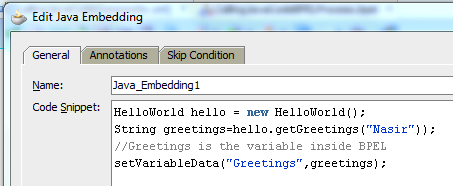 Edit Java Embedding
General Annotations Skip Condition
Name: Java_Embedding1
Code Snippet: HelloWorld hello = new HelloWorld();
String greetings=hello.getGreetings("Nasir"));
//Greetings is the variable inside BPEL
setVariableData("Greetings",greetings);